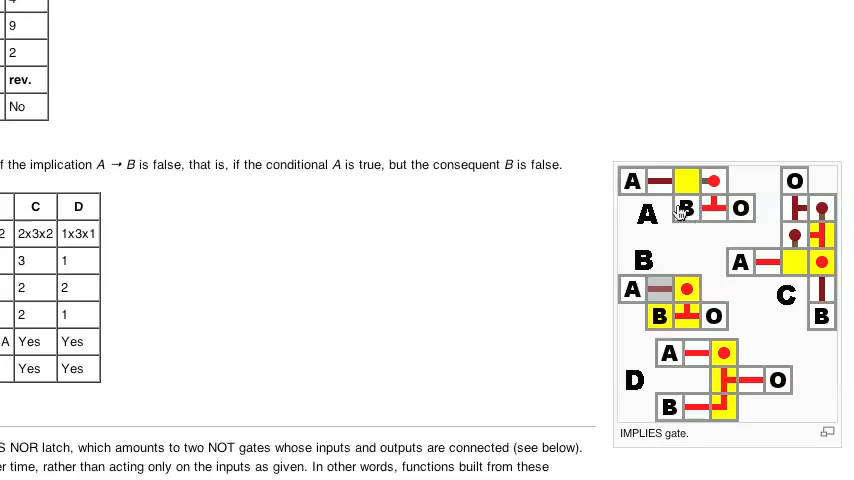 9
2
rev.
No
f the implication A → B is false, that is, if the conditional A is true, but the consequent B is false.
C D
2 2x3x2 1x3x1
3 1
2 2
2 1
A Yes Yes
Yes Yes
A O
B O
A
B A
A C
B O B
A
D O
B
IMPLIES gate.
S NOR latch, which amounts to two NOT gates whose inputs and outputs are connected (see below).
er time, rather than acting only on the inputs as given. In other words, functions built from these